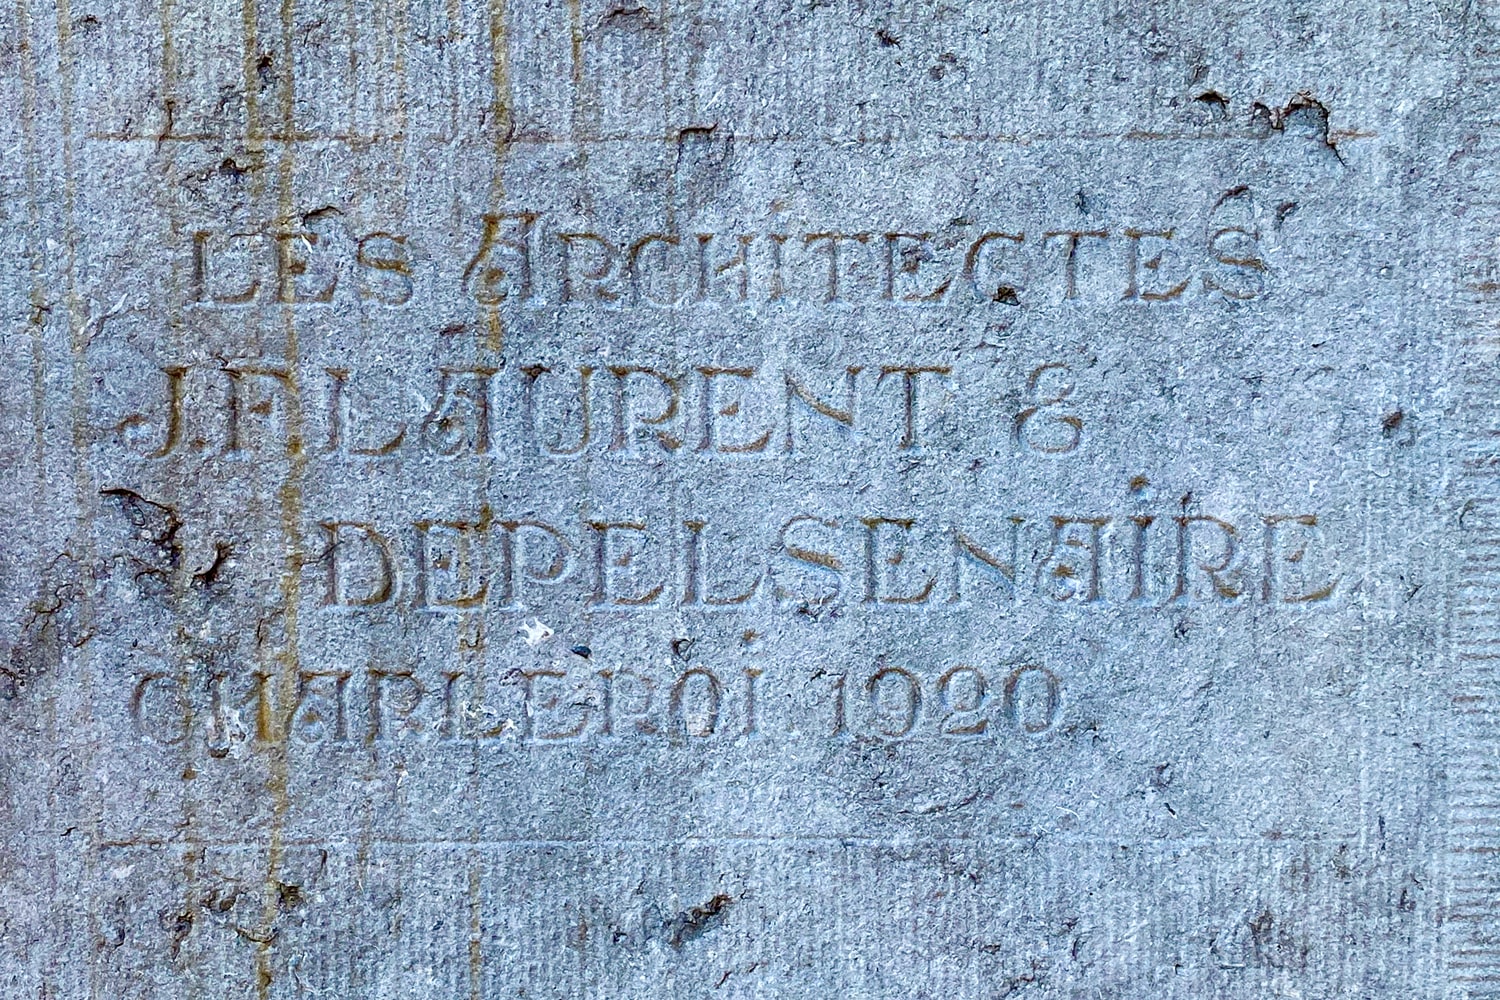 LES ARCHITECTES
J.F LAURENT &
DEPELSENAIRE
CHARLEROI 1920